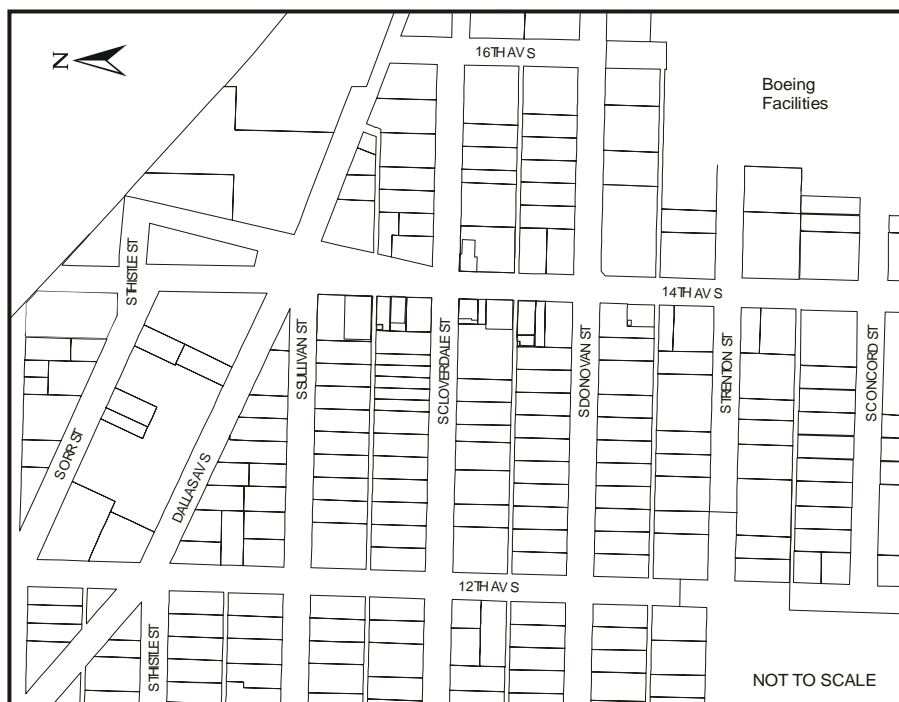 N
16TH AV S
Boeing
Facilities
S THISTLE ST
14TH AV S
S SULLIVAN ST
S CLOVERDALE ST
S DONOVAN ST
S TRENTON ST
S CONCORD ST
S ORR ST
DALLAS AV S
12TH AV S
S THISTLE ST
NOT TO SCALE